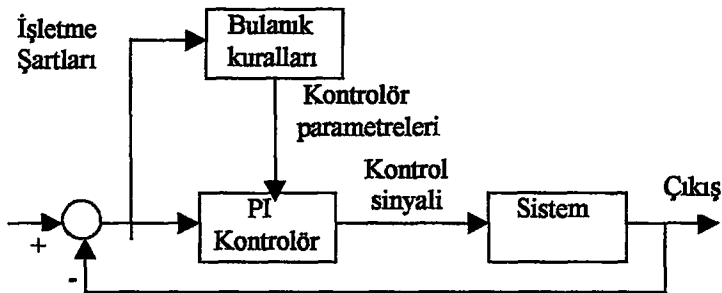 İşletme
Şartları
Bulanık
kuralları
Kontrolör
parametreleri
Kontrol
sinyali
Çıkış
PI
Kontrolör
Sistem
+
-